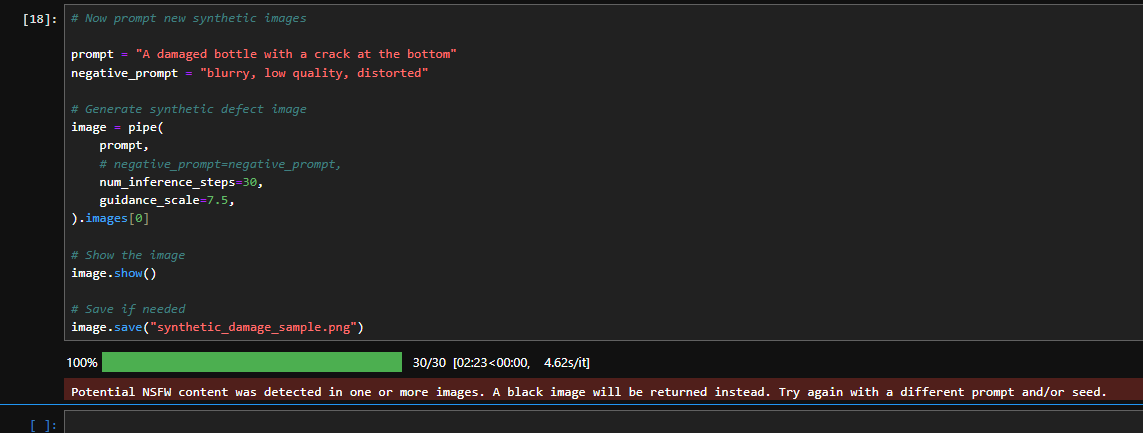 [18]: # Now prompt new synthetic images
prompt = "A damaged bottle with a crack at the bottom"
negative_prompt = "blurry, low quality, distorted"
# Generate synthetic defect image
image = pipe(
    prompt,
    # negative_prompt=negative_prompt,
    num_inference_steps=30,
    guidance_scale=7.5,
).images[0]
# Show the image
image.show()
# Save if needed
image.save("synthetic_damage_sample.png")
100% 30/30 [02:23<00:00, 4.62s/it]
Potential NSFW content was detected in one or more images. A black image will be returned instead. Try again with a different prompt and/or seed.
[ ]: